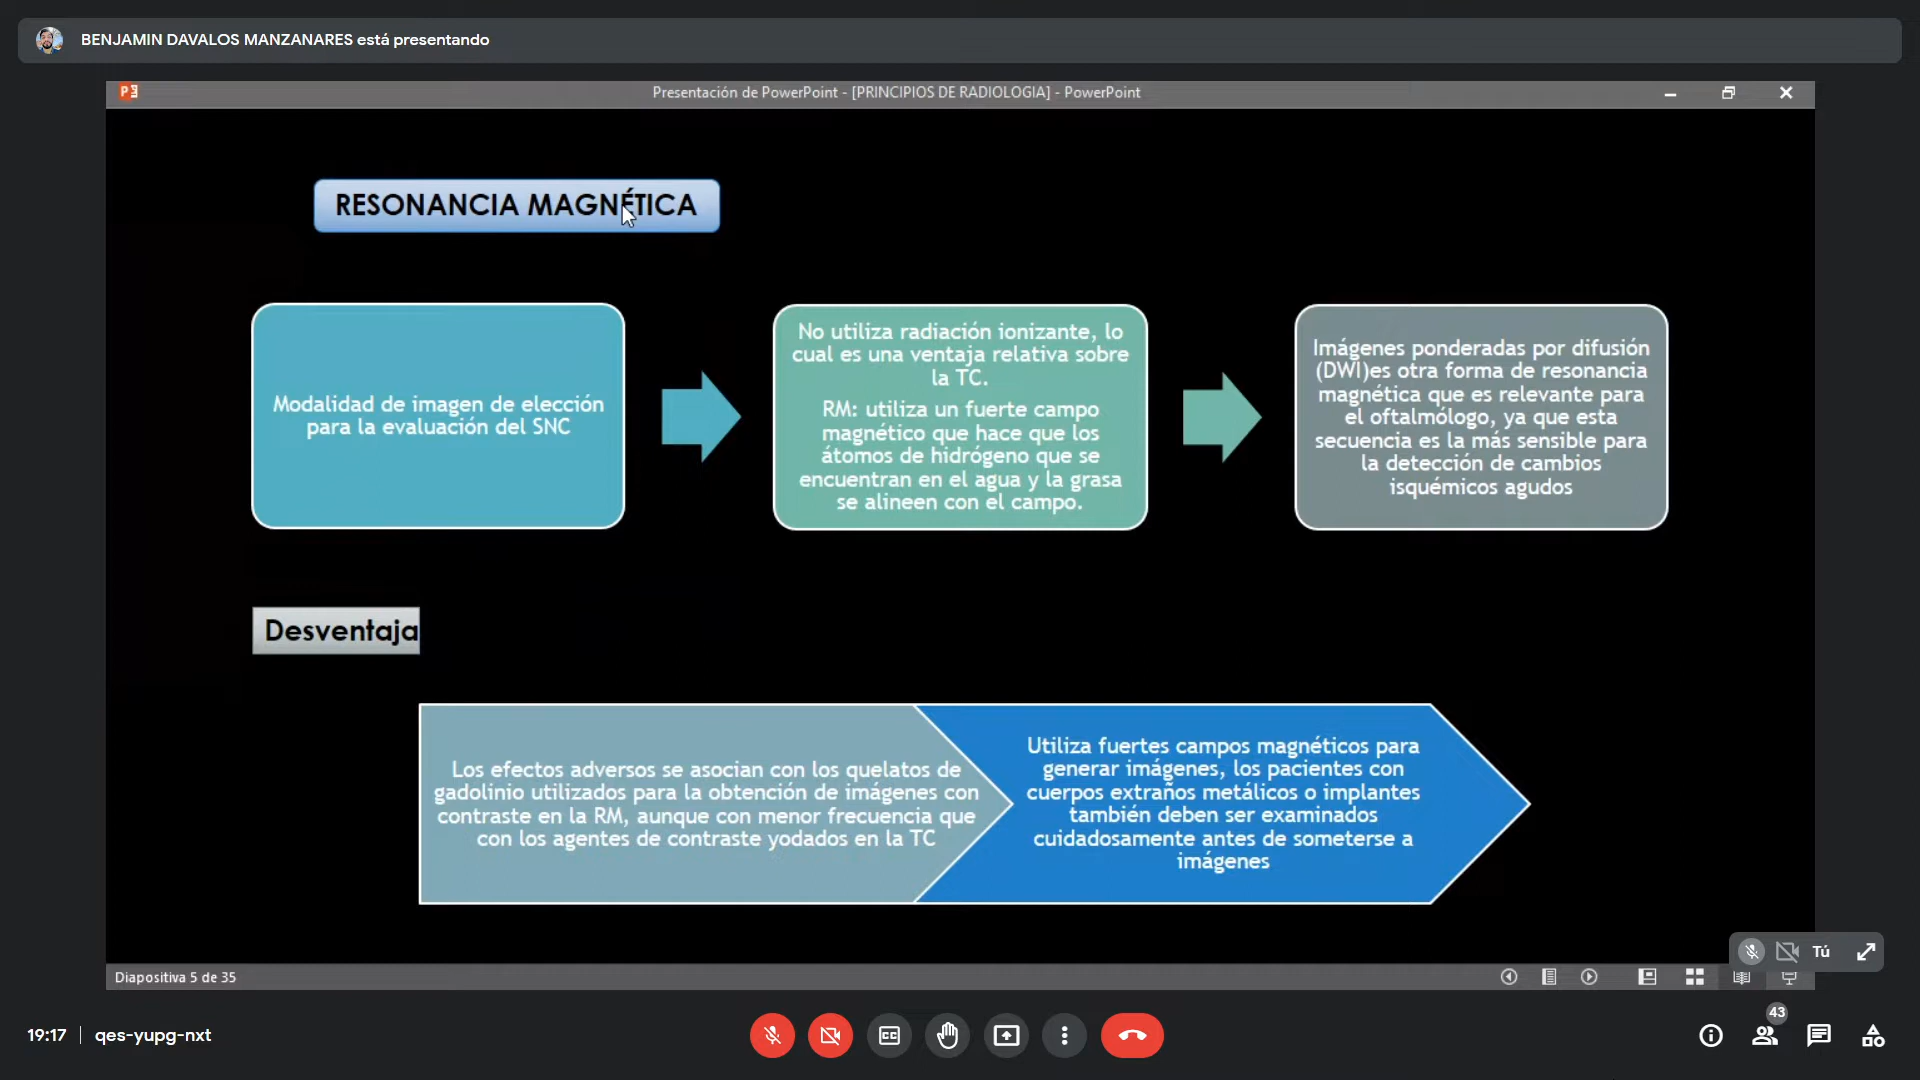 BENJAMIN DAVALOS MANZANARES está presentando
Presentación de PowerPoint - [PRINCIPIOS DE RADIOLOGIA] - PowerPoint
RESONANCIA MAGNÉTICA
Modalidad de imagen de elección
para la evaluación del SNC
No utiliza radiación ionizante, lo
cual es una ventaja relativa sobre
la TC.
RM: utiliza un fuerte campo
magnético que hace que los
átomos de hidrógeno que se
encuentran en el agua y la grasa
se alineen con el campo.
Imágenes ponderadas por difusión
(DWI)es otra forma de resonancia
magnética que es relevante para
el oftalmólogo, ya que esta
secuencia es la más sensible para
la detección de cambios
isquémicos agudos
Desventaja
Los efectos adversos se asocian con los quelatos de
gadolinio utilizados para la obtención de imágenes con
contraste en la RM, aunque con menor frecuencia que
con los agentes de contraste yodados en la TC
Utiliza fuertes campos magnéticos para
generar imágenes, los pacientes con
cuerpos extraños metálicos o implantes
también deben ser examinados
cuidadosamente antes de someterse a
imágenes
Tú
Diapositiva 5 de 35
43
19:17 | qes-yupg-nxt